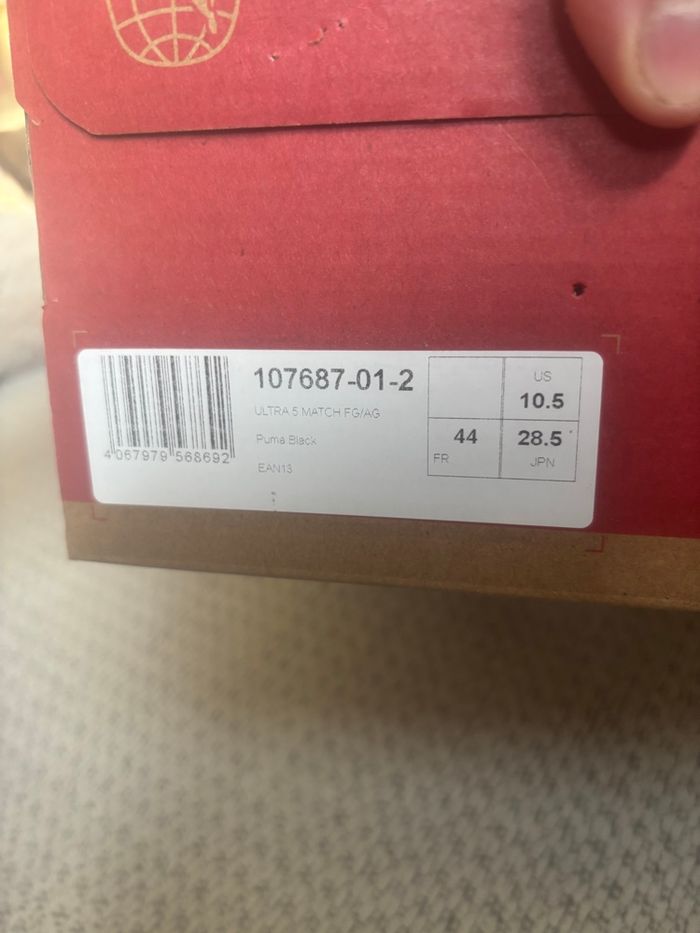 107687-01-2
ULTRA 5 MATCH FG/AG
Puma Black
EAN13
4 067979 568692
US
10.5
44
FR
28.5
JPN